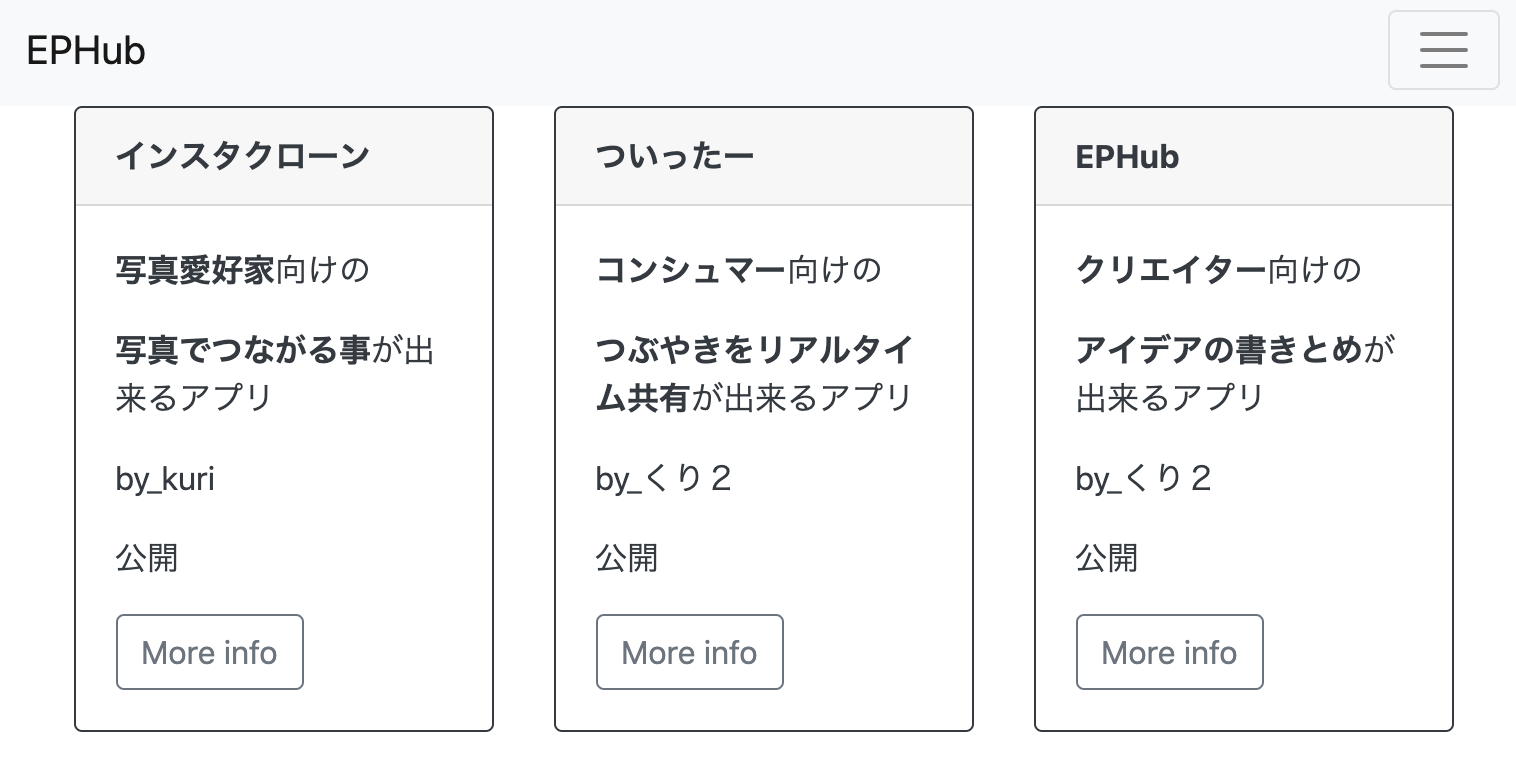 EPHub
インスタクローン
写真愛好家向けの
写真でつながる事が出
来るアプリ
by_kuri
公開
More info
ついったー
コンシュマー向けの
つぶやきをリアルタイ
ム共有が出来るアプリ
by_くり２
公開
More info
EPHub
クリエイター向けの
アイデアの書きとめが
出来るアプリ
by_くり２
公開
More info